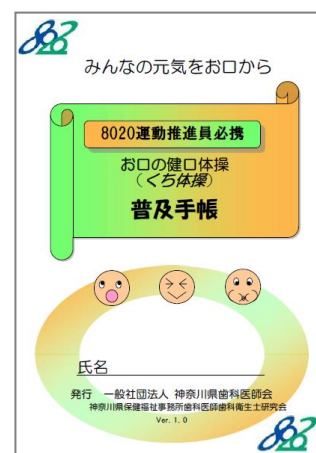 8020
みんなの元気をお口から
8020運動推進員必携
お口の健口体操
(くち体操)
普及手帳
氏名
発行 一般社団法人 神奈川県歯科医師会
神奈川県保健福祉事務所歯科医師歯科衛生士研究会
Ver. 1. 0
8020